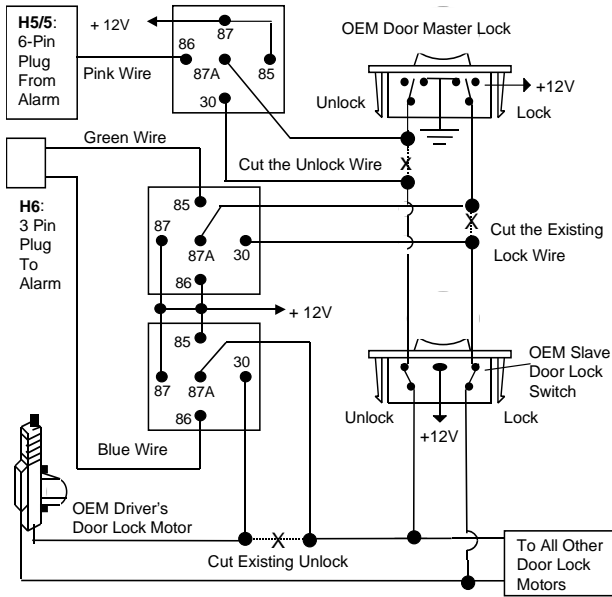 H5/5:
6-Pin
Plug
From
Alarm
+ 12V
87
86
87A
85
30
Pink Wire
OEM Door Master Lock
+12V
Unlock
Lock
Green Wire
Cut the Unlock Wire
X
H6:
3 Pin
Plug
To
Alarm
85
87
87A
30
86
X
Cut the Existing
Lock Wire
+ 12V
85
30
87
87A
86
OEM Slave
Door Lock
Switch
Unlock
Lock
+12V
Blue Wire
OEM Driver's
Door Lock Motor
X
Cut Existing Unlock
To All Other
Door Lock
Motors